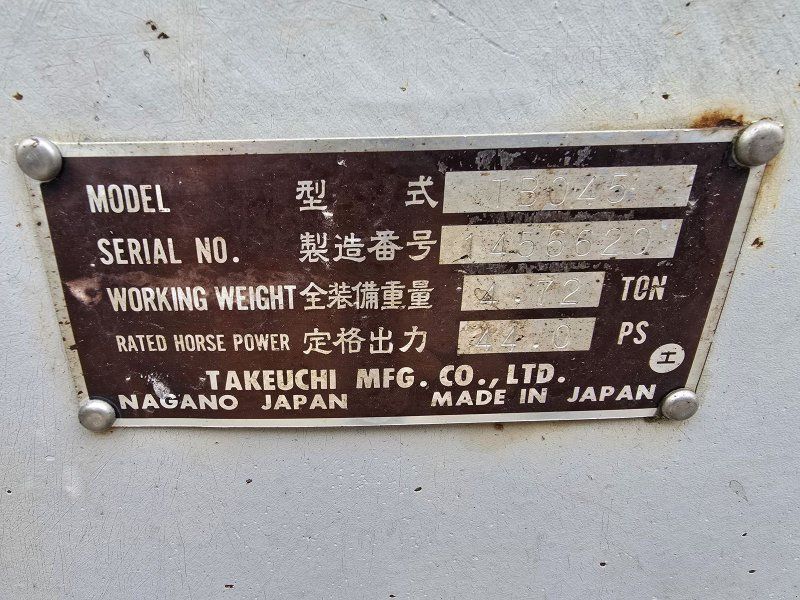 MODEL 型式 TB045
SERIAL NO. 製造番号 1456620
WORKING WEIGHT 全装備重量 4.72 TON
RATED HORSE POWER 定格出力 44.0 PS
エ
TAKEUCHI MFG. CO., LTD.
NAGANO JAPAN MADE IN JAPAN